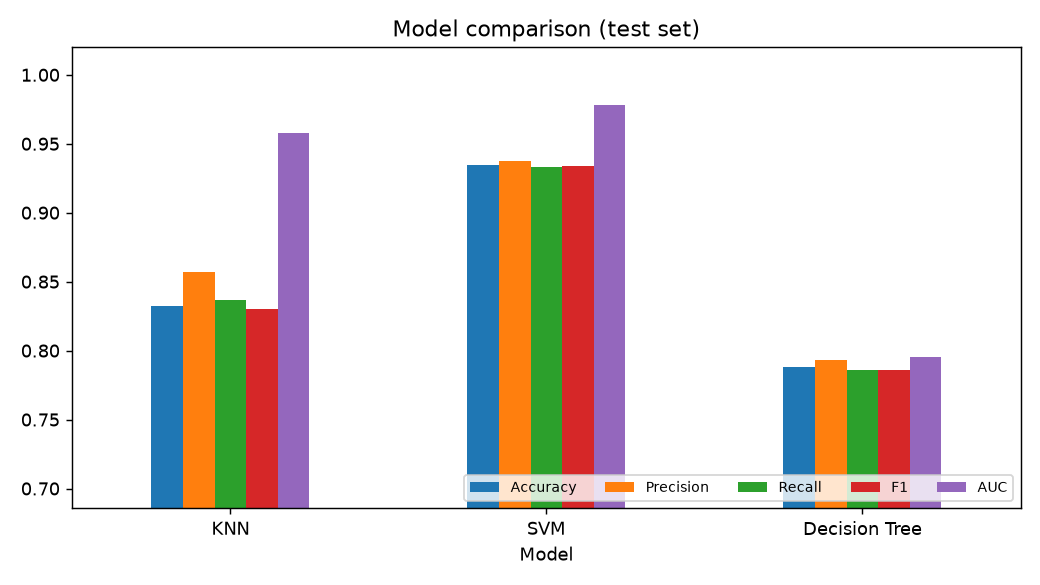 Model comparison (test set)
1.00
0.95
0.90
0.85
0.80
0.75
0.70
Accuracy Precision Recall F1 AUC
KNN SVM Decision Tree
Model